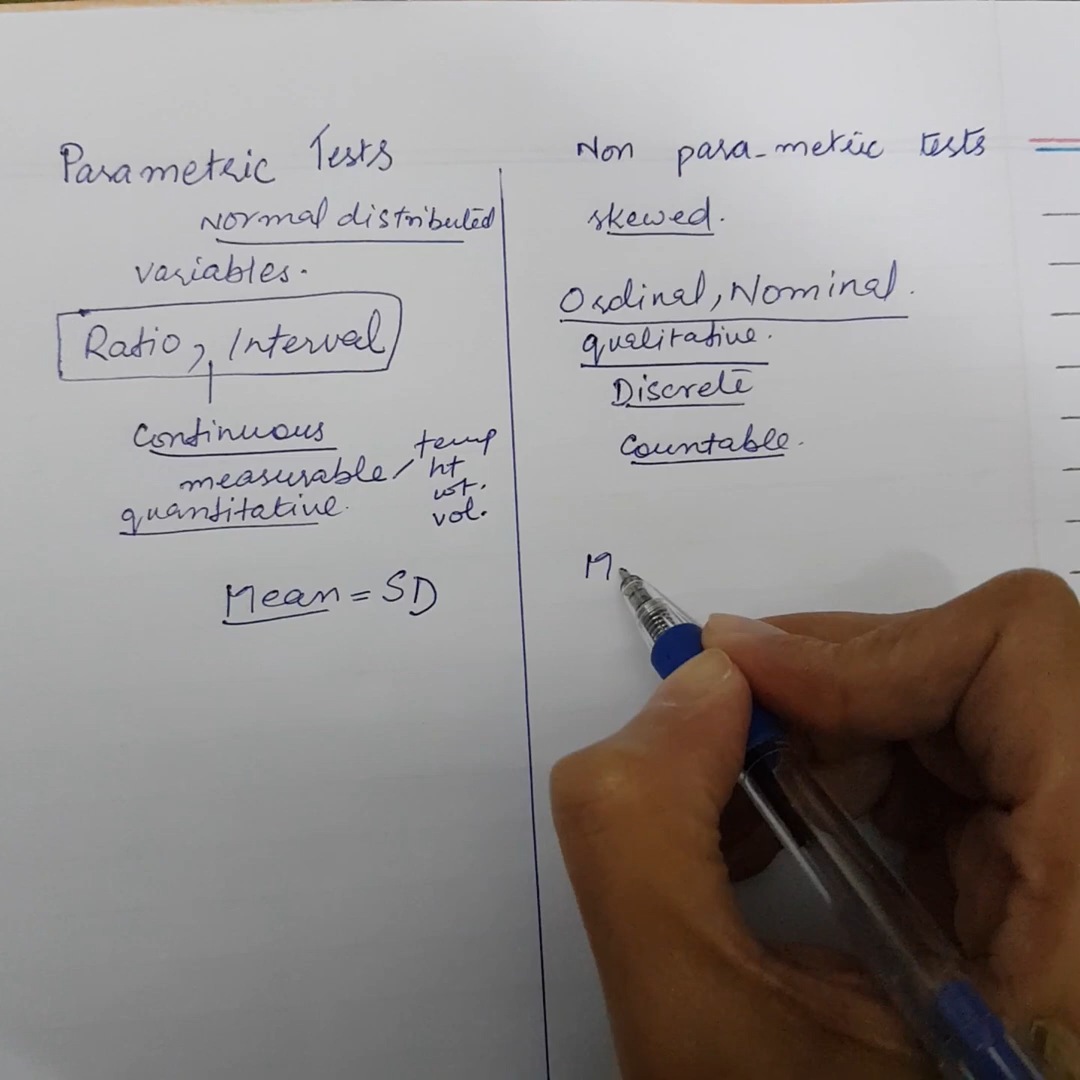 Parametric Tests
Normal distributed
variables.
Ratio, Interval
Continuous
measurable / temp
ht
wt.
vol.
quantitative.
Mean = SD
Non para-metric tests
skewed.
Ordinal, Nominal.
qualitative.
Discrete
Countable.
M